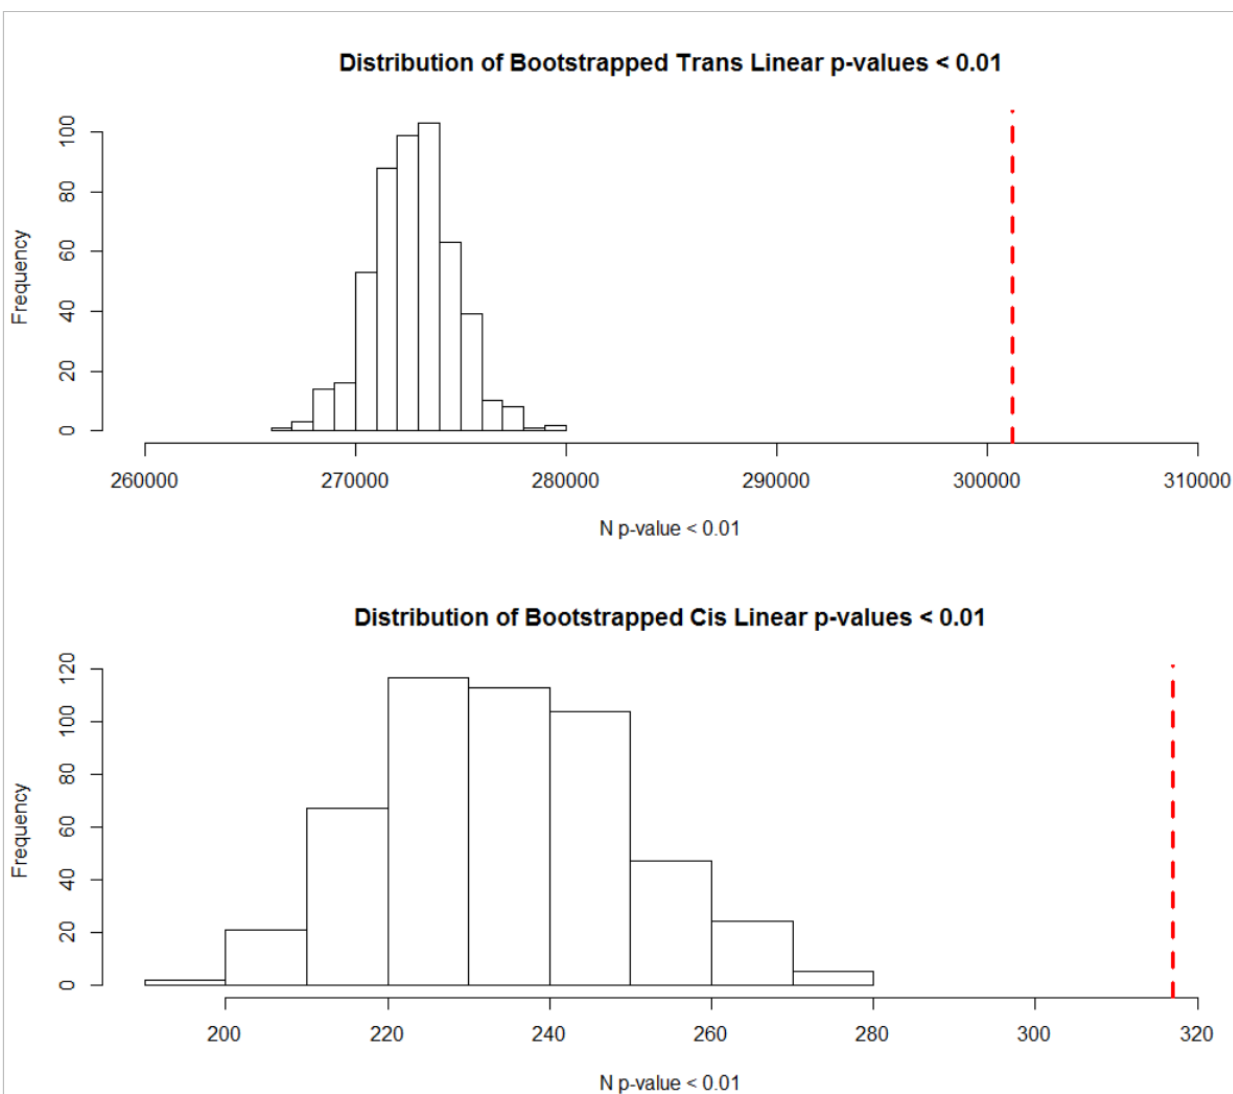 Distribution of Bootstrapped Trans Linear p-values < 0.01
Frequency
100
80
60
40
20
0
260000 270000 280000 290000 300000 310000
N p-value < 0.01
Distribution of Bootstrapped Cis Linear p-values < 0.01
Frequency
120
100
80
60
40
20
0
200 220 240 260 280 300 320
N p-value < 0.01